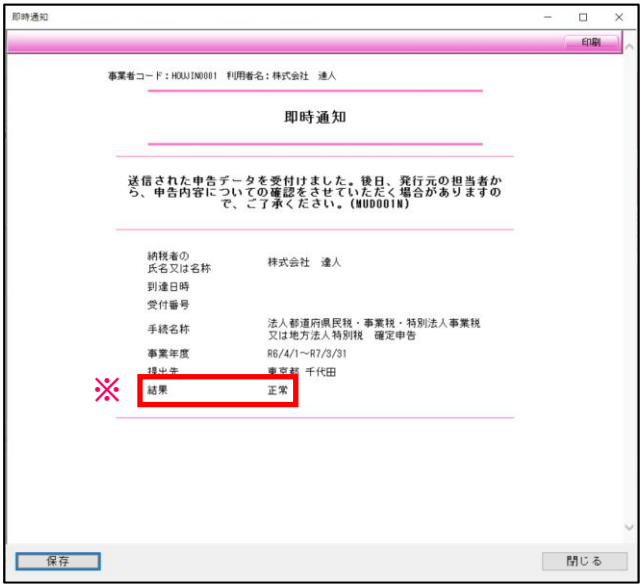 即時通知
印刷
事業者コード:HOUJIN0001 利用者名:株式会社 達人
即時通知
送信された申告データを受付けました。後日、発行元の担当者か
ら、申告内容についての確認をさせていただく場合がありますの
で、ご了承ください。(MUD001N)
納税者の
氏名又は名称 株式会社 達人
到達日時
受付番号
手続名称 法人都道府県民税・事業税・特別法人事業税
又は地方法人特別税 確定申告
事業年度 R6/4/1~R7/3/31
提出先 東京都 千代田
※ 結果 正常
保存 閉じる